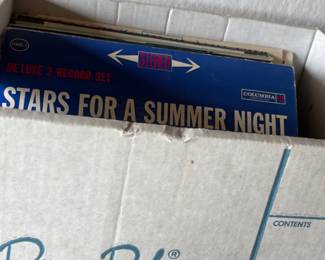 STEREO
DE LUXE 2 RECORD SET
COLUMBIA
STARS FOR A SUMMER NIGHT
CONTENTS
®